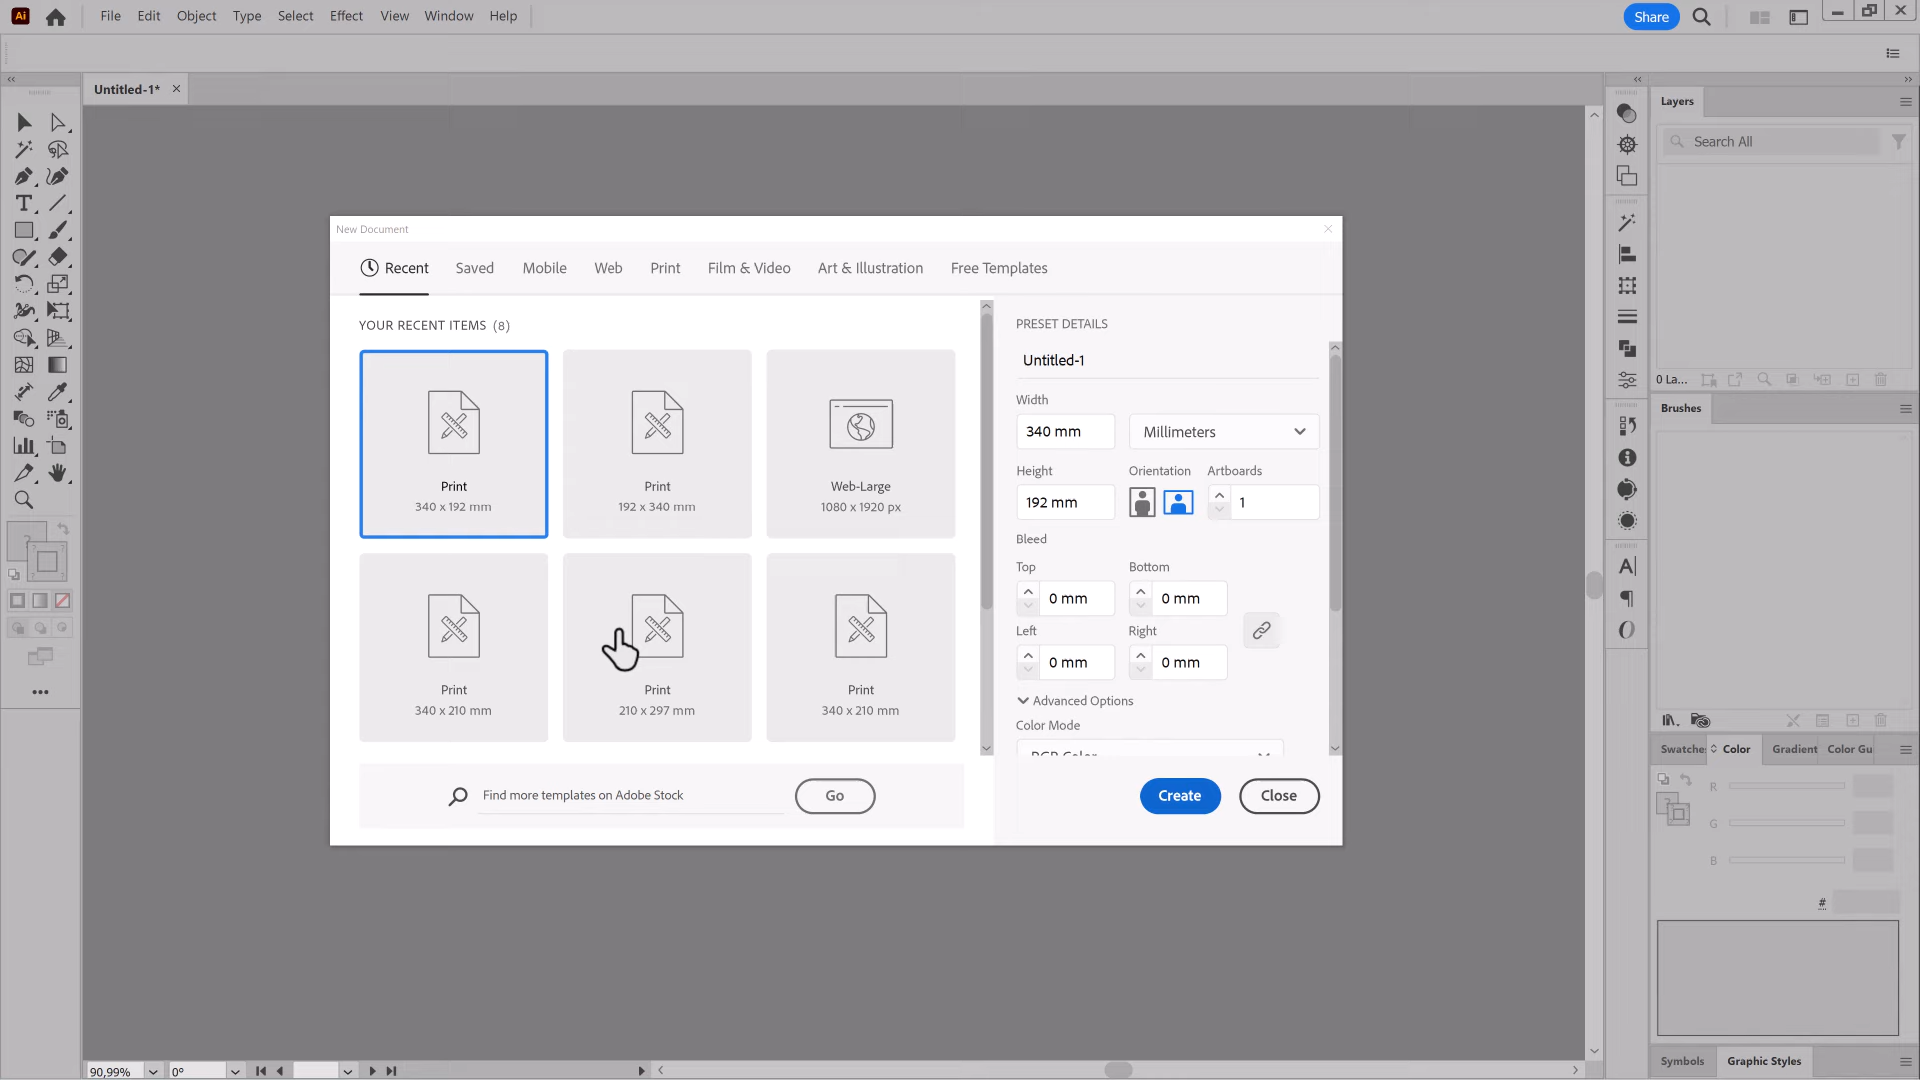 Ai File Edit Object Type Select Effect View Window Help Share
Untitled-1* ×
Layers
Search All
New Document
Recent Saved Mobile Web Print Film & Video Art & Illustration Free Templates
YOUR RECENT ITEMS (8)
Print
340 x 192 mm
Print
192 x 340 mm
Web-Large
1080 x 1920 px
Print
340 x 210 mm
Print
210 x 297 mm
Print
340 x 210 mm
Find more templates on Adobe Stock
Go
PRESET DETAILS
Untitled-1
Width
340 mm Millimeters
Height Orientation Artboards
192 mm 1
Bleed
Top Bottom
0 mm 0 mm
Left Right
0 mm 0 mm
Advanced Options
Color Mode
RGB Color
Create Close
0 La...
Brushes
Swatches Color Gradient Color Gu
R
G
B
#
Symbols Graphic Styles
90,99% 0°